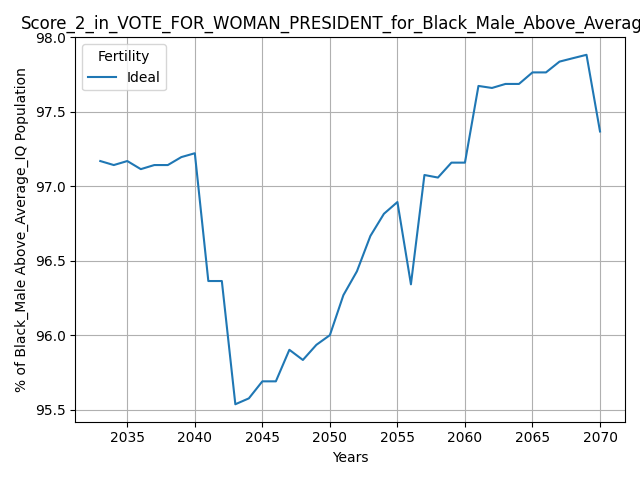 Score_2_in_VOTE_FOR_WOMAN_PRESIDENT_for_Black_Male_Above_Averag
98.0
Fertility
Ideal
97.5
97.0
96.5
96.0
95.5
% of Black_Male Above_Average_IQ Population
2035 2040 2045 2050 2055 2060 2065 2070
Years